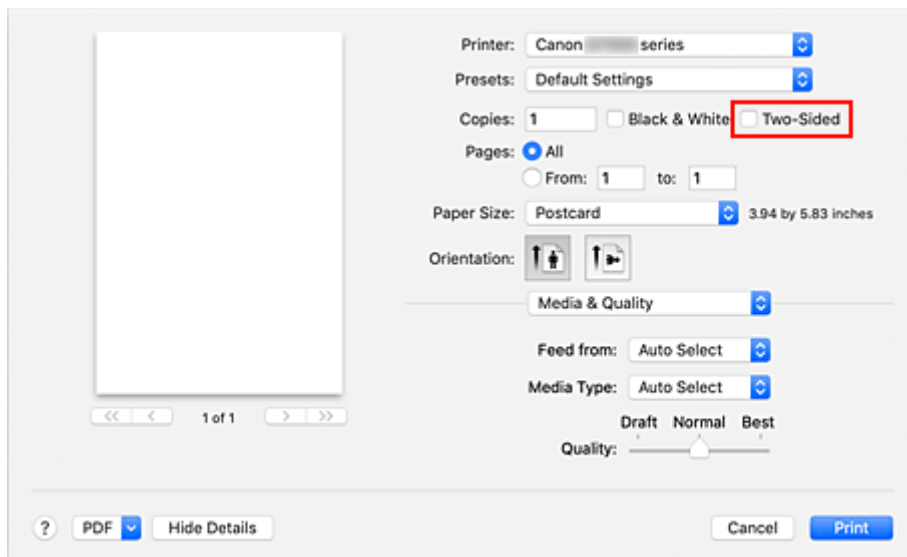 Printer: Canon series
Presets: Default Settings
Copies: 1 Black & White Two-Sided
Pages: All
From: 1 to: 1
Paper Size: Postcard 3.94 by 5.83 inches
Orientation:
Media & Quality
Feed from: Auto Select
Media Type: Auto Select
Draft Normal Best
Quality:
<< < 1 of 1 > >>
? PDF Hide Details Cancel Print